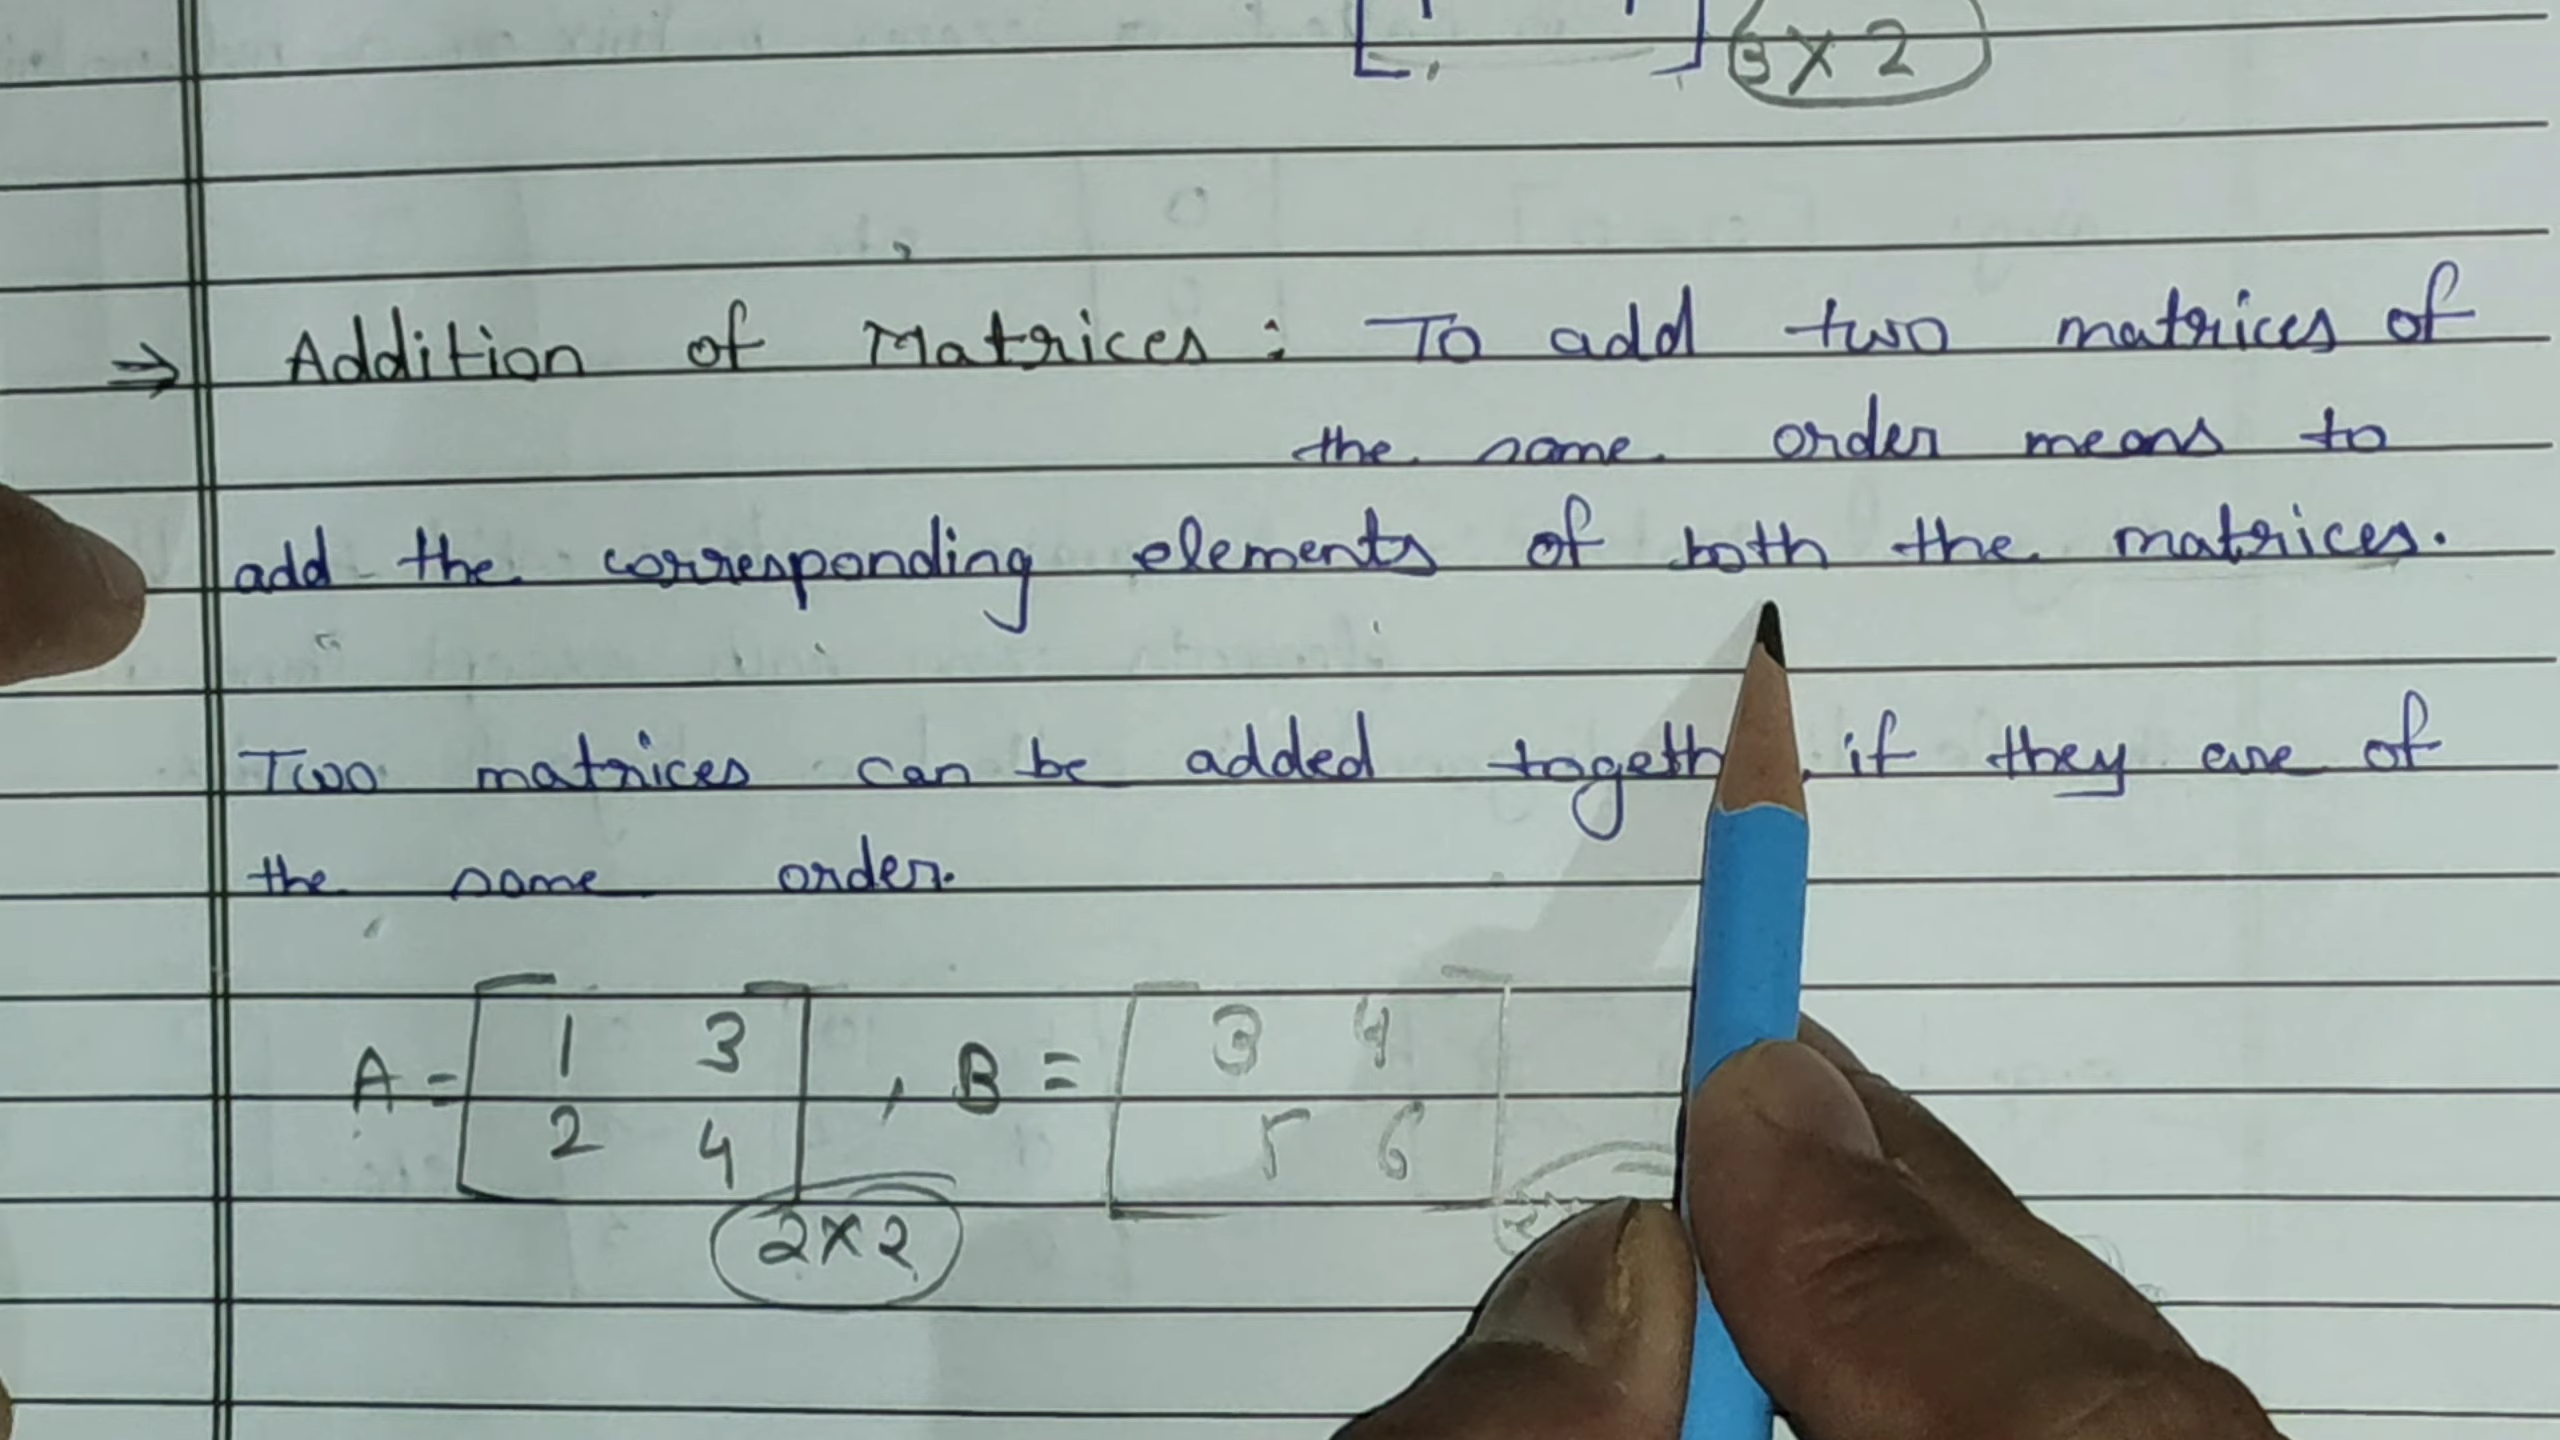 3 × 2
⇒ Addition of Matrices : To add two matrices of
the same order means to
add the corresponding elements of both the matrices.
Two matrices can be added if they are of
the same order.
A = [ 1 3 , B = [ 3 4
2 4 ] 5 6 ]
2×2